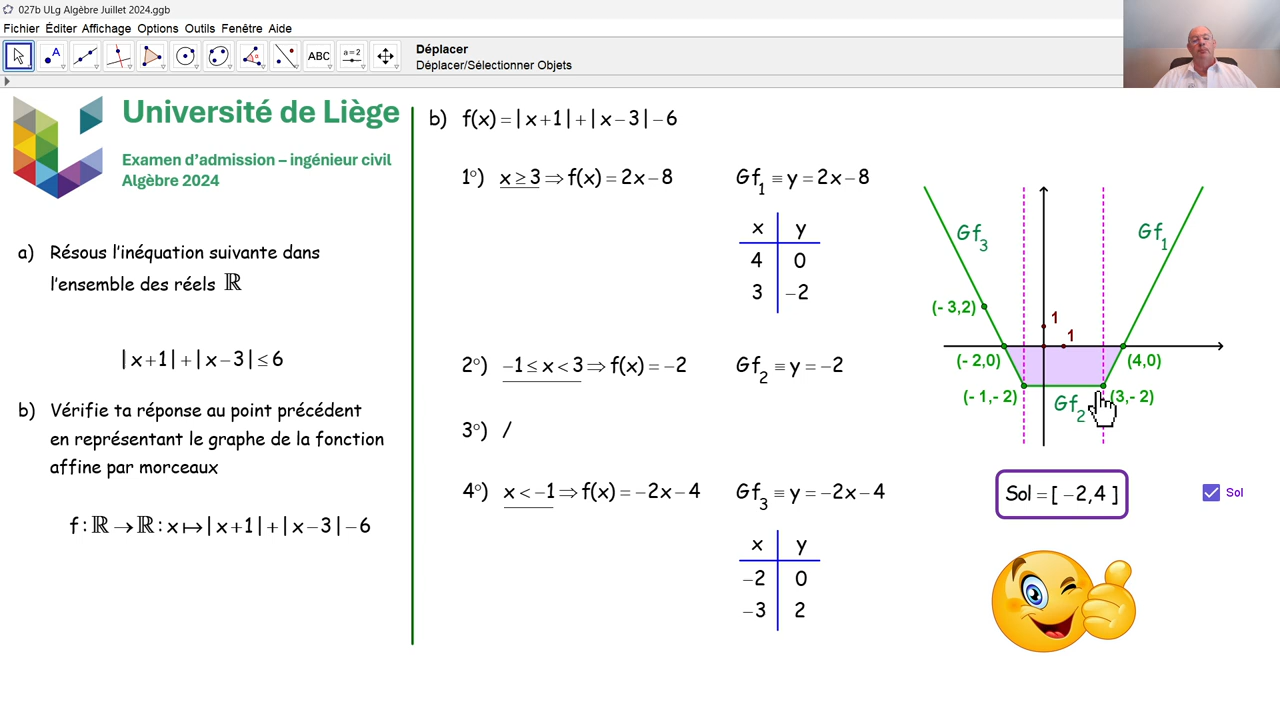 027b ULg Algèbre Juillet 2024.ggb
Fichier Éditer Affichage Options Outils Fenêtre Aide
A
ABC
a=2
Déplacer
Déplacer/Sélectionner Objets
Université de Liège
Examen d'admission – ingénieur civil
Algèbre 2024
a) Résous l'inéquation suivante dans
l'ensemble des réels ℝ
|x+1|+|x−3|≤6
b) Vérifie ta réponse au point précédent
en représentant le graphe de la fonction
affine par morceaux
f:ℝ→ℝ:x↦|x+1|+|x−3|−6
b) f(x)=|x+1|+|x−3|−6
1°) x≥3⇒f(x)=2x−8 Gf₁≡y=2x−8
x y
4 0
3 −2
2°) −1≤x<3⇒f(x)=−2 Gf₂≡y=−2
3°) /
4°) x<−1⇒f(x)=−2x−4 Gf₃≡y=−2x−4
x y
−2 0
−3 2
Gf₃
Gf₁
(- 3,2)
1
1
(- 2,0)
(4,0)
(- 1,- 2)
Gf₂
(3,- 2)
Sol=[−2,4]
Sol